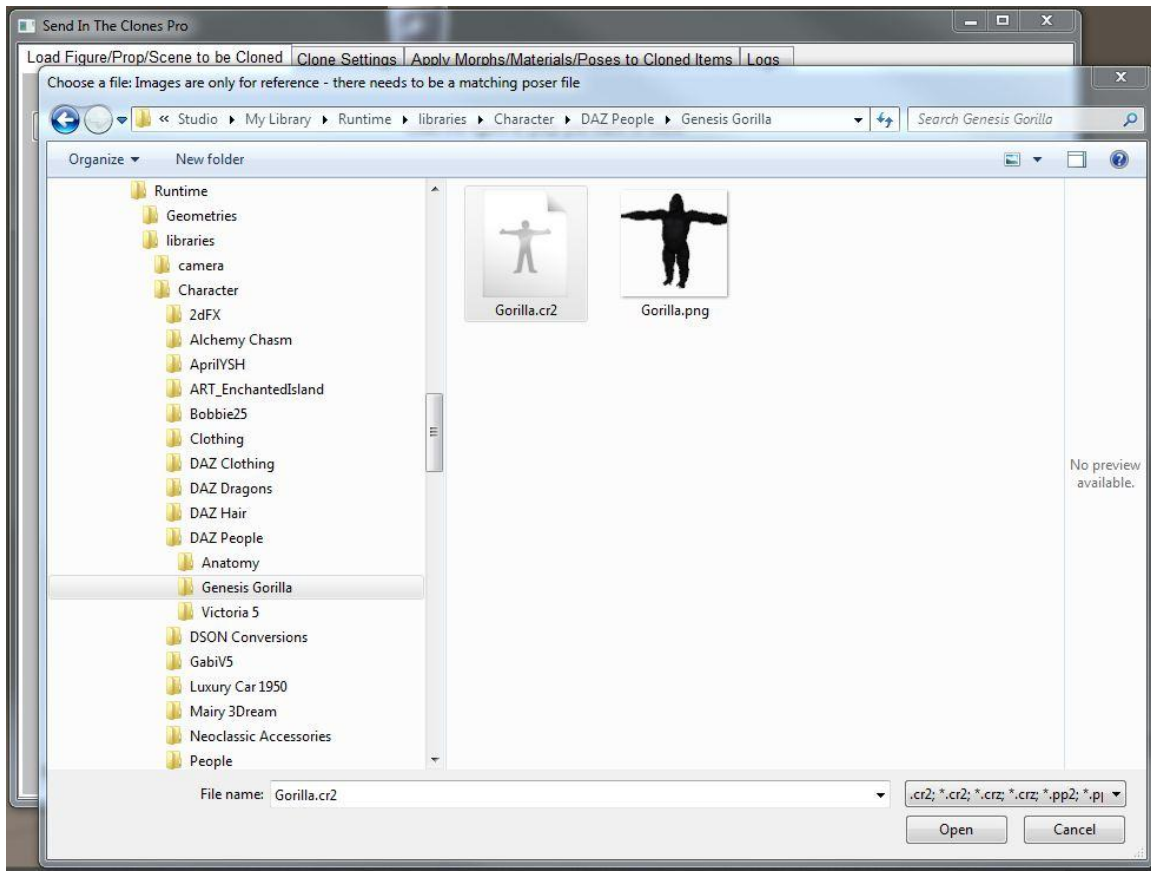 Send In The Clones Pro
Load Figure/Prop/Scene to be Cloned Clone Settings Apply Morphs/Materials/Poses to Cloned Items Logs
Choose a file: Images are only for reference - there needs to be a matching poser file
« Studio ▸ My Library ▸ Runtime ▸ libraries ▸ Character ▸ DAZ People ▸ Genesis Gorilla
Search Genesis Gorilla
Organize New folder
Runtime
Geometries
libraries
camera
Character
2dFX
Alchemy Chasm
AprilYSH
ART_EnchantedIsland
Bobbie25
Clothing
DAZ Clothing
DAZ Dragons
DAZ Hair
DAZ People
Anatomy
Genesis Gorilla
Victoria 5
DSON Conversions
GabiV5
Luxury Car 1950
Mairy 3Dream
Neoclassic Accessories
People
Gorilla.cr2
Gorilla.png
No preview
available.
File name: Gorilla.cr2
.cr2; *.cr2; *.crz; *.crz; *.pp2; *.p
Open Cancel